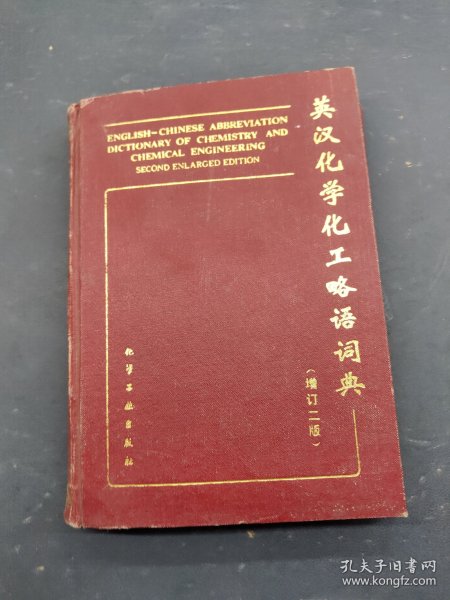 ENGLISH-CHINESE ABBREVIATION
DICTIONARY OF CHEMISTRY AND
CHEMICAL ENGINEERING
SECOND ENLARGED EDITION
英汉化学化工略语词典
(增订二版)
化学工业出版社
孔夫子旧书网
www.kongfz.com